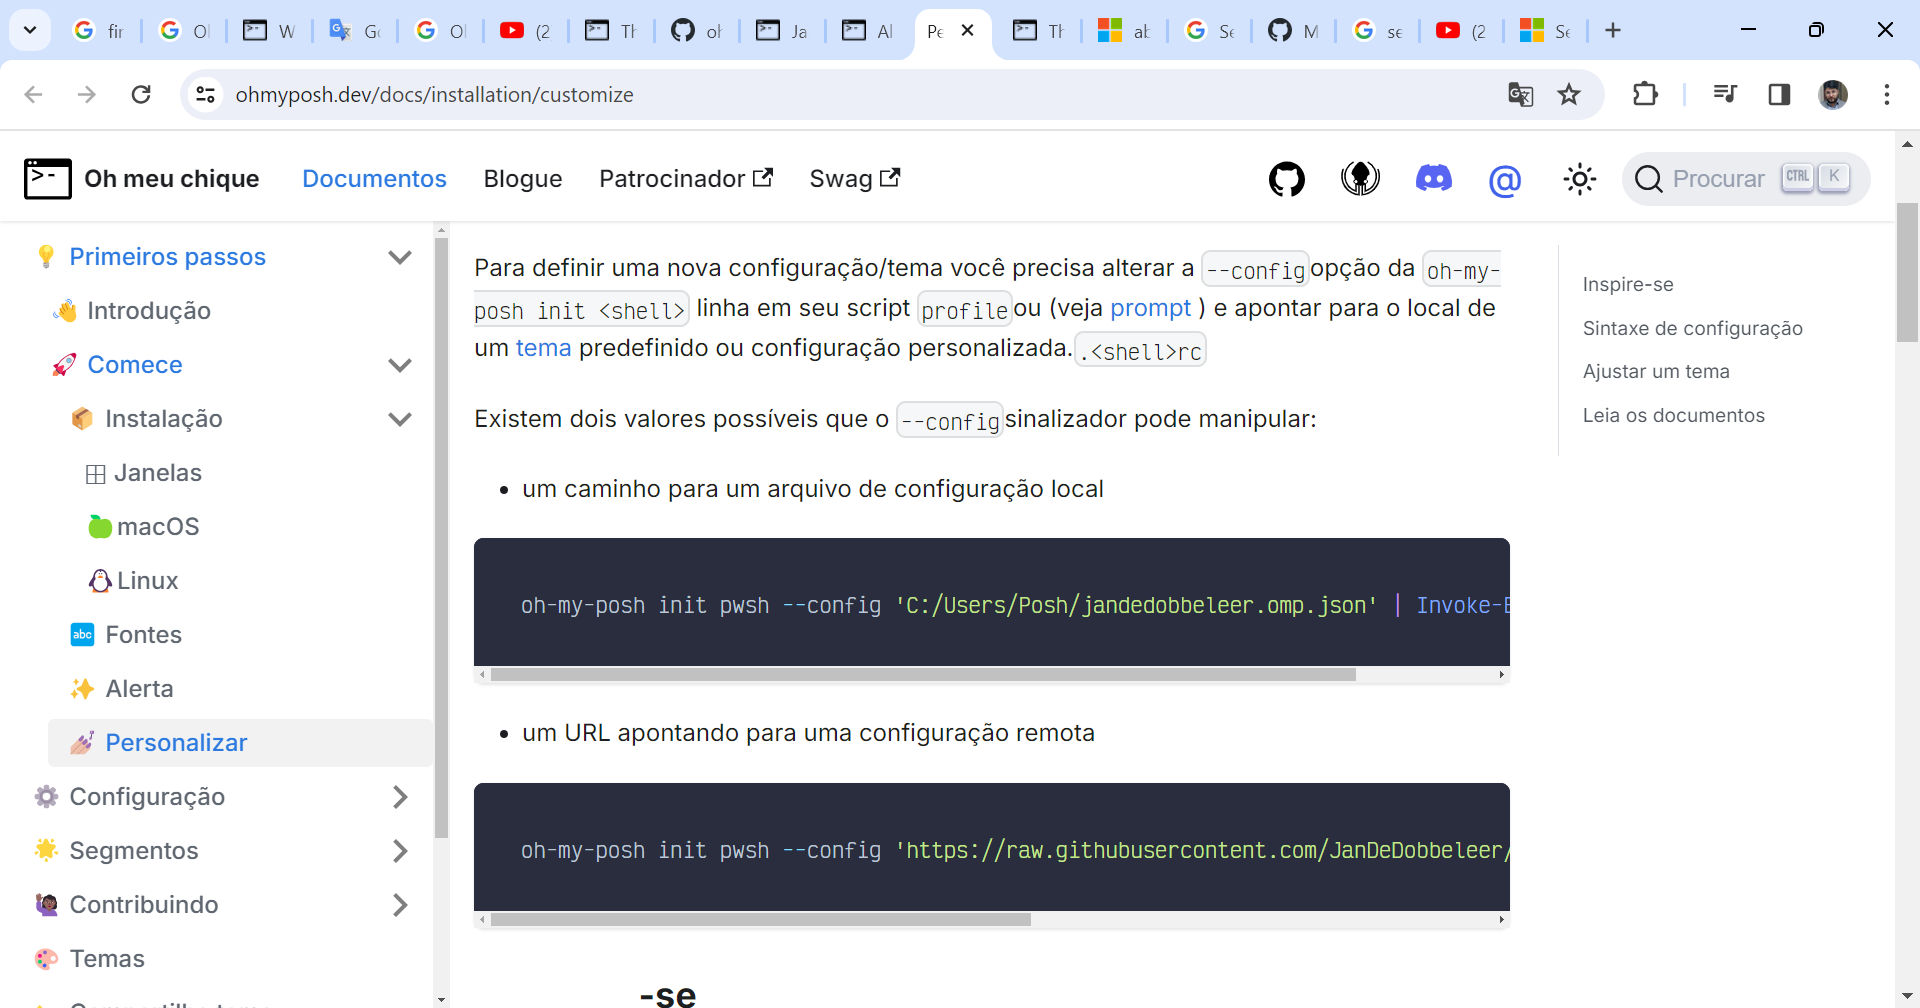 fir
Ol
W
Go
Ol
(2
Th
oh
Ja
Al
Pe
Th
ab
Se
M
se
(2
Se
ohmyposh.dev/docs/installation/customize
Oh meu chique
Documentos
Blogue
Patrocinador
Swag
Procurar
CTRL
K
Primeiros passos
Introdução
Comece
Instalação
Janelas
macOS
Linux
abc
Fontes
Alerta
Personalizar
Configuração
Segmentos
Contribuindo
Temas
Para definir uma nova configuração/tema você precisa alterar a --config opção da oh-my-
posh init <shell> linha em seu script profile ou (veja prompt ) e apontar para o local de
um tema predefinido ou configuração personalizada. .<shell>rc
Existem dois valores possíveis que o --config sinalizador pode manipular:
• um caminho para um arquivo de configuração local
oh-my-posh init pwsh --config 'C:/Users/Posh/jandedobbeleer.omp.json' | Invoke-E
• um URL apontando para uma configuração remota
oh-my-posh init pwsh --config 'https://raw.githubusercontent.com/JanDeDobbeleer/
-se
Inspire-se
Sintaxe de configuração
Ajustar um tema
Leia os documentos